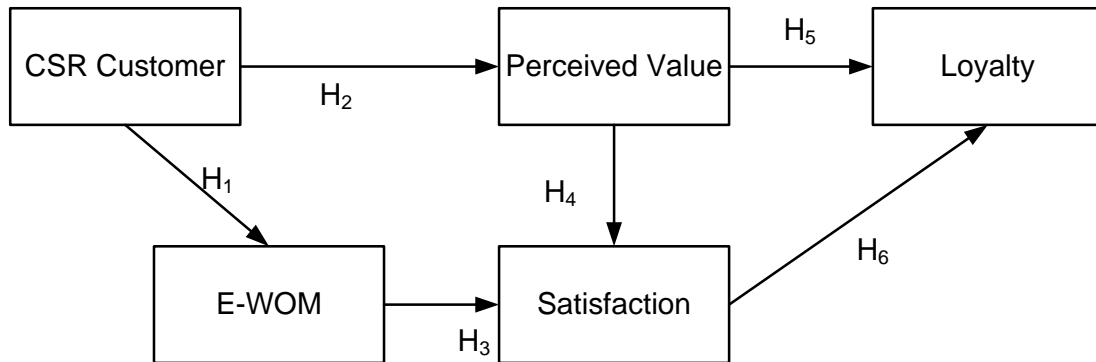 CSR Customer
Perceived Value
Loyalty
H5
H2
H1
H4
H6
E-WOM
Satisfaction
H3